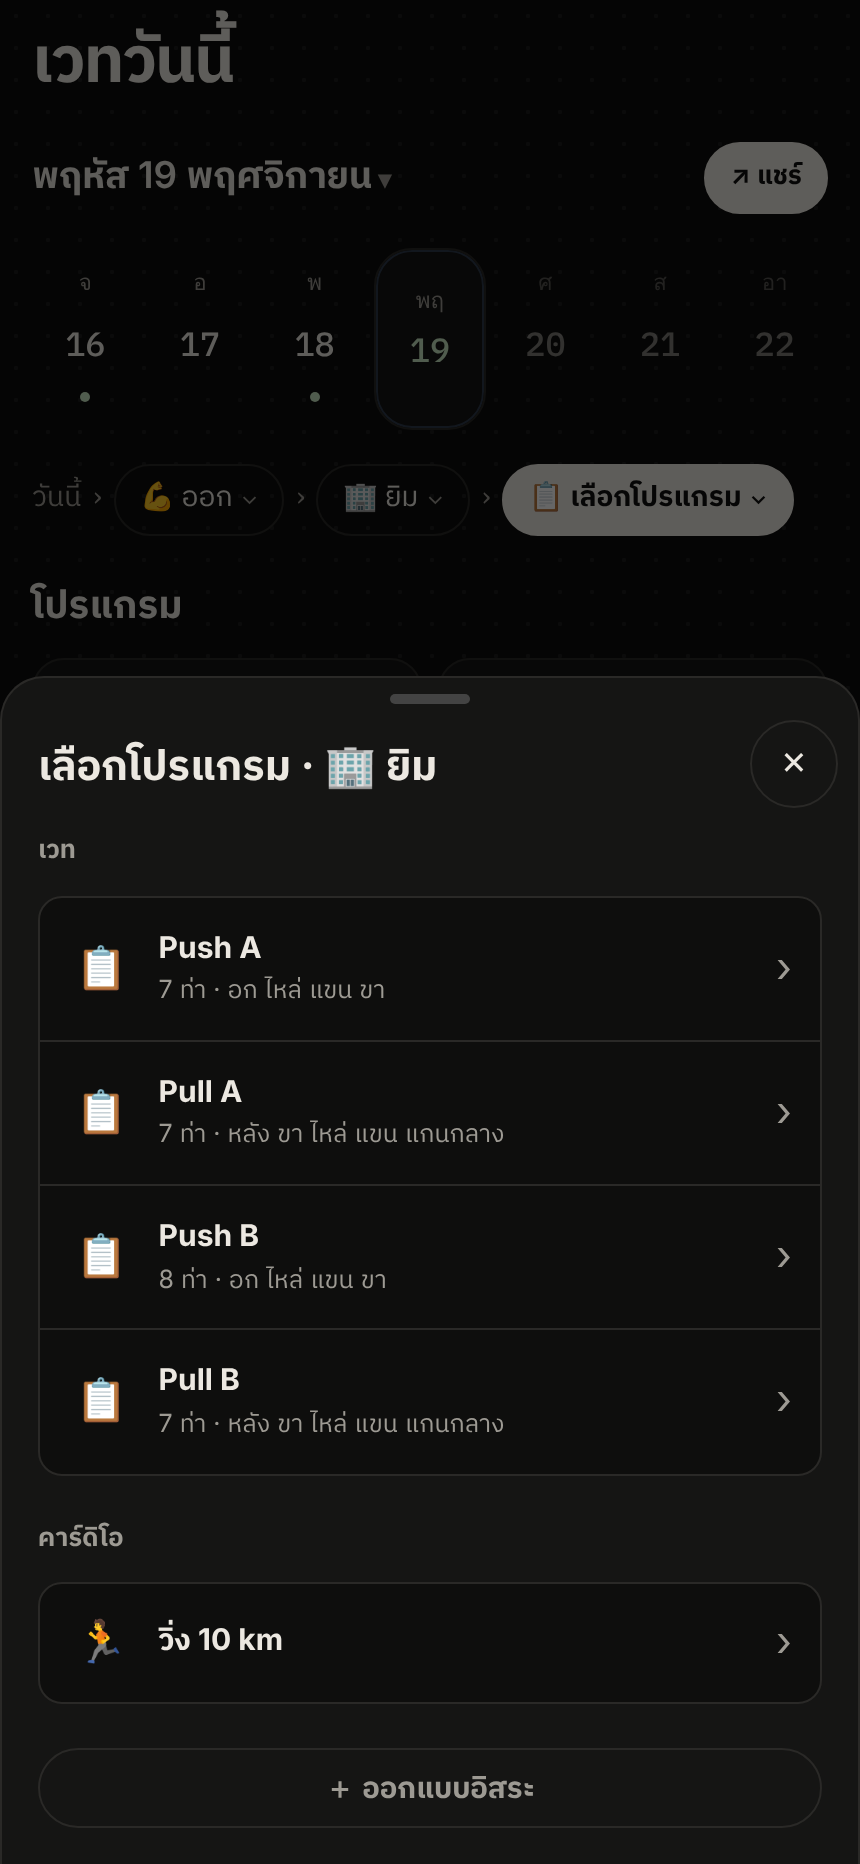 เวทวันนี้
พฤหัส 19 พฤศจิกายน ▾
↗ แชร์
จ อ พ พฤ ศ ส อา
16 17 18 19 20 21 22
วันนี้ › 💪 ออก › 🏢 ยิม › 📋 เลือกโปรแกรม
โปรแกรม
เลือกโปรแกรม · 🏢 ยิม
✕
เวท
Push A
7 ท่า · อก ไหล่ แขน ขา
Pull A
7 ท่า · หลัง ขา ไหล่ แขน แกนกลาง
Push B
8 ท่า · อก ไหล่ แขน ขา
Pull B
7 ท่า · หลัง ขา ไหล่ แขน แกนกลาง
คาร์ดิโอ
วิ่ง 10 km
+ ออกแบบอิสระ